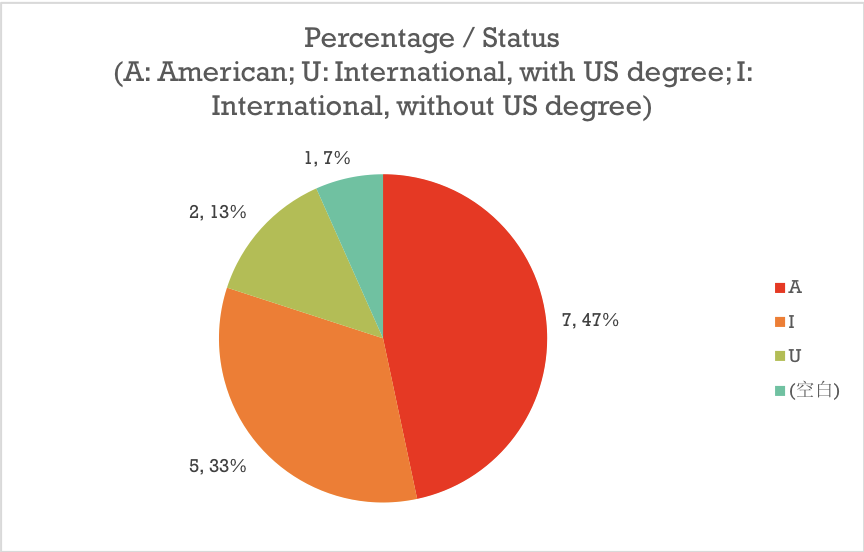 Percentage / Status
(A: American; U: International, with US degree; I:
International, without US degree)
1, 7%
2, 13%
7, 47%
5, 33%
A
I
U
(空白)